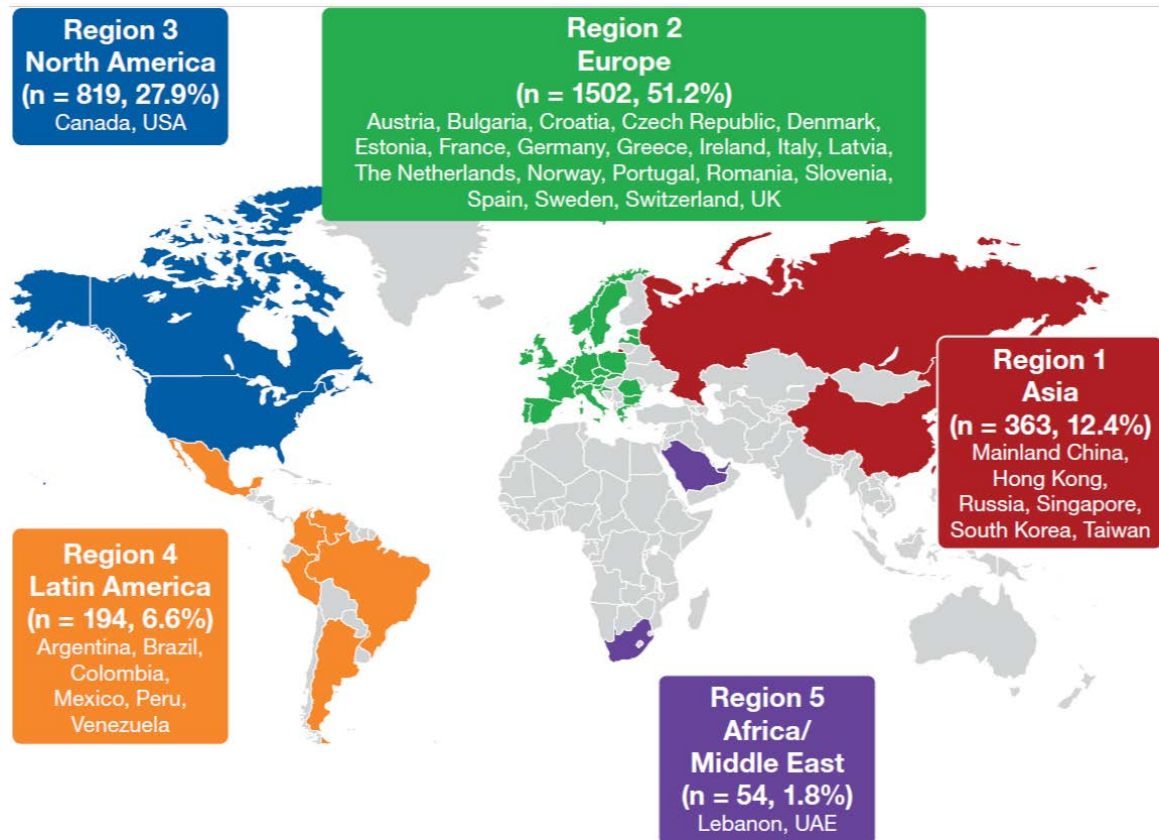 Region 3
North America
(n = 819, 27.9%)
Canada, USA
Region 2
Europe
(n = 1502, 51.2%)
Austria, Bulgaria, Croatia, Czech Republic, Denmark,
Estonia, France, Germany, Greece, Ireland, Italy, Latvia,
The Netherlands, Norway, Portugal, Romania, Slovenia,
Spain, Sweden, Switzerland, UK
Region 1
Asia
(n = 363, 12.4%)
Mainland China,
Hong Kong,
Russia, Singapore,
South Korea, Taiwan
Region 4
Latin America
(n = 194, 6.6%)
Argentina, Brazil,
Colombia,
Mexico, Peru,
Venezuela
Region 5
Africa/
Middle East
(n = 54, 1.8%)
Lebanon, UAE